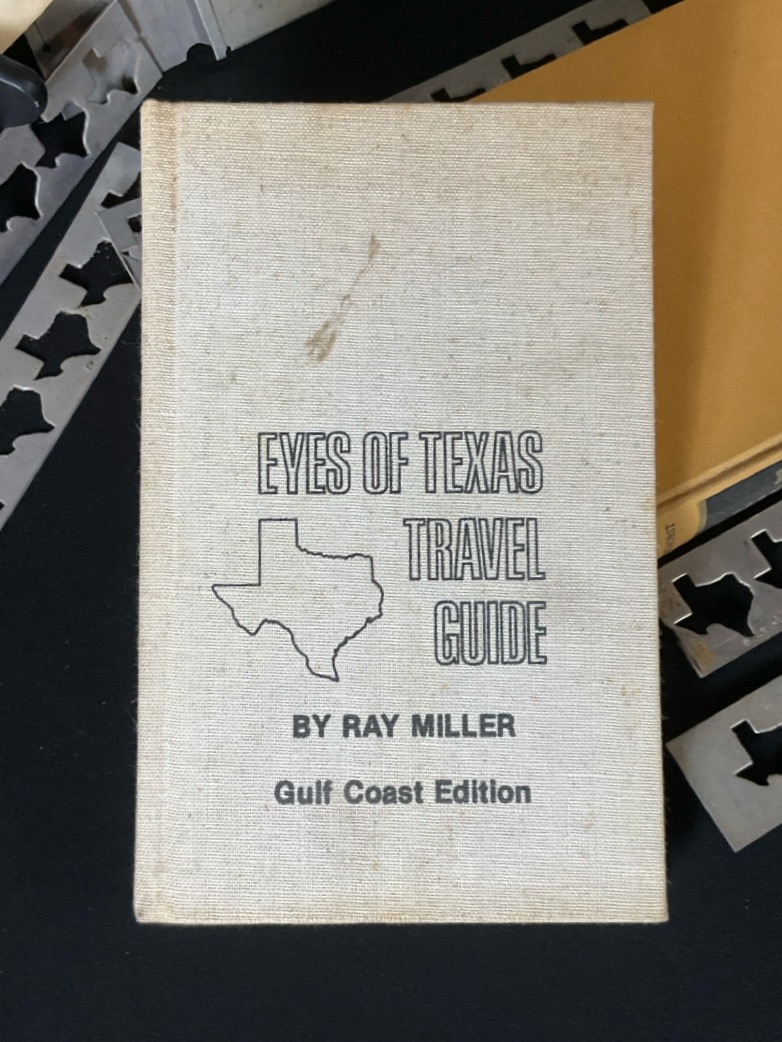 EYES OF TEXAS
TRAVEL
GUIDE
BY RAY MILLER
Gulf Coast Edition